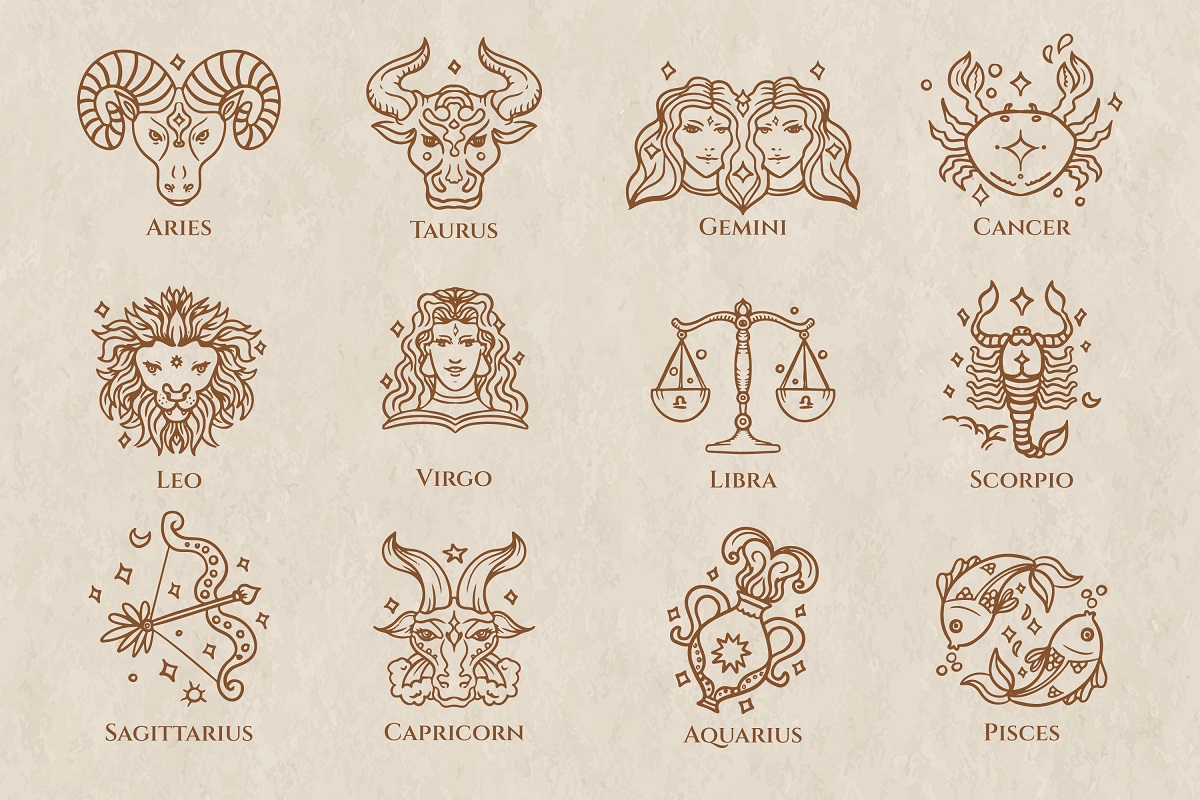 Aries
Taurus
Gemini
Cancer
Leo
Virgo
Libra
Scorpio
Sagittarius
Capricorn
Aquarius
Pisces